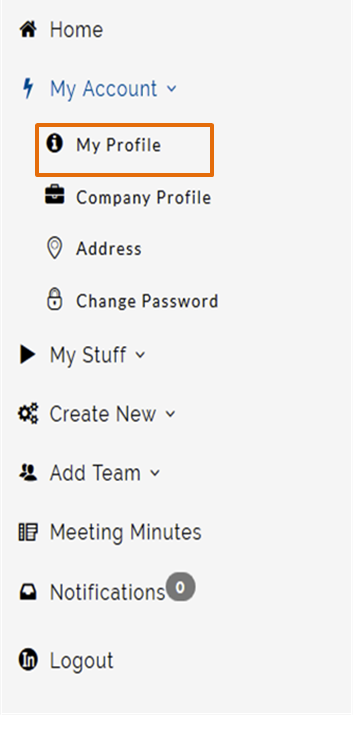 Home
My Account
My Profile
Company Profile
Address
Change Password
My Stuff
Create New
Add Team
Meeting Minutes
Notifications 0
Logout